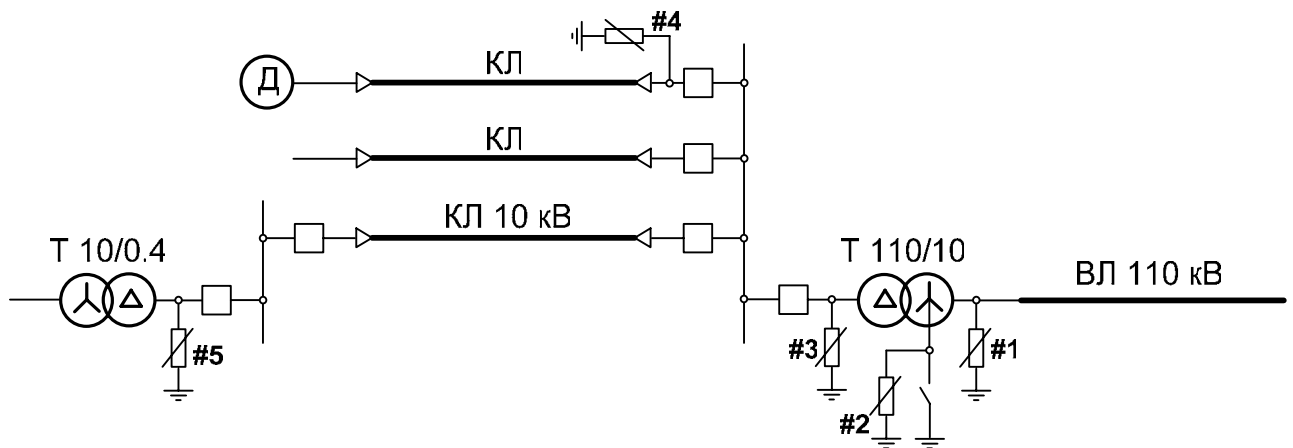 #4
КЛ
Д
КЛ
КЛ 10 кВ
Т 10/0.4
Т 110/10
ВЛ 110 кВ
#5
#3
#1
#2